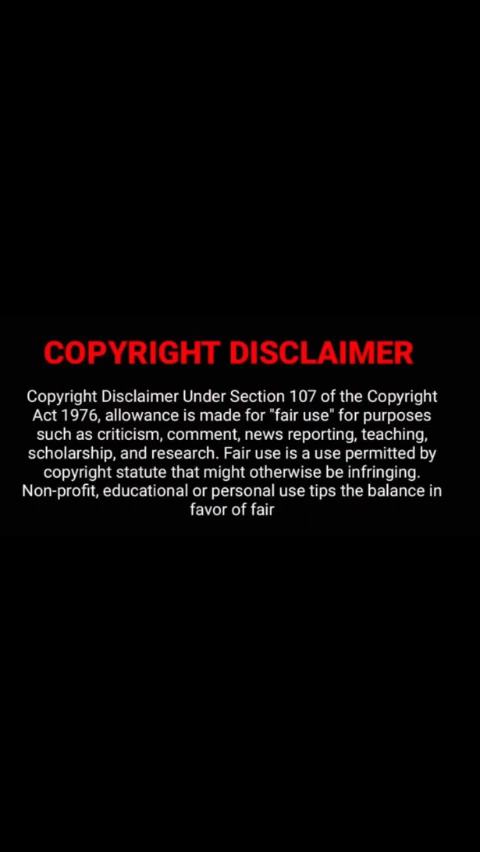 COPYRIGHT DISCLAIMER
Copyright Disclaimer Under Section 107 of the Copyright
Act 1976, allowance is made for "fair use" for purposes
such as criticism, comment, news reporting, teaching,
scholarship, and research. Fair use is a use permitted by
copyright statute that might otherwise be infringing.
Non-profit, educational or personal use tips the balance in
favor of fair